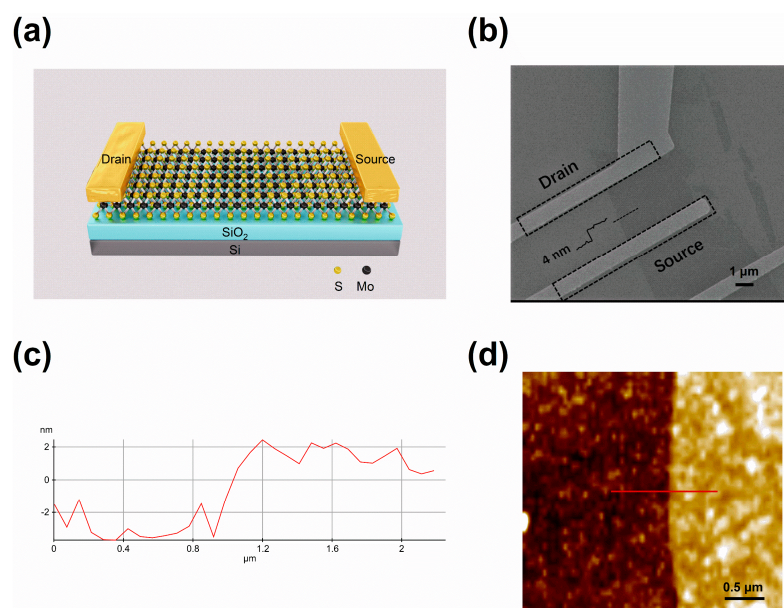 (a)
Drain
Source
SiO2
Si
S
Mo
(b)
Drain
4 nm
Source
1 μm
(c)
nm
2
0
-2
0
0.4
0.8
1.2
1.6
2
μm
(d)
0.5 μm